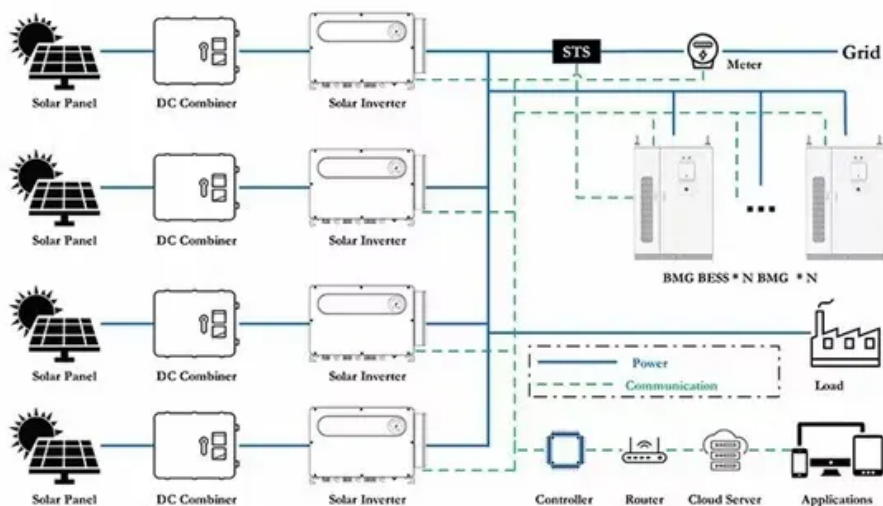 STS
Meter
Grid
Solar Panel
DC Combiner
Solar Inverter
Solar Panel
DC Combiner
Solar Inverter
BMG BESS * N BMG * N
Solar Panel
DC Combiner
Solar Inverter
Power
Communication
Load
Solar Panel
DC Combiner
Solar Inverter
Controller
Router
Cloud Server
Applications